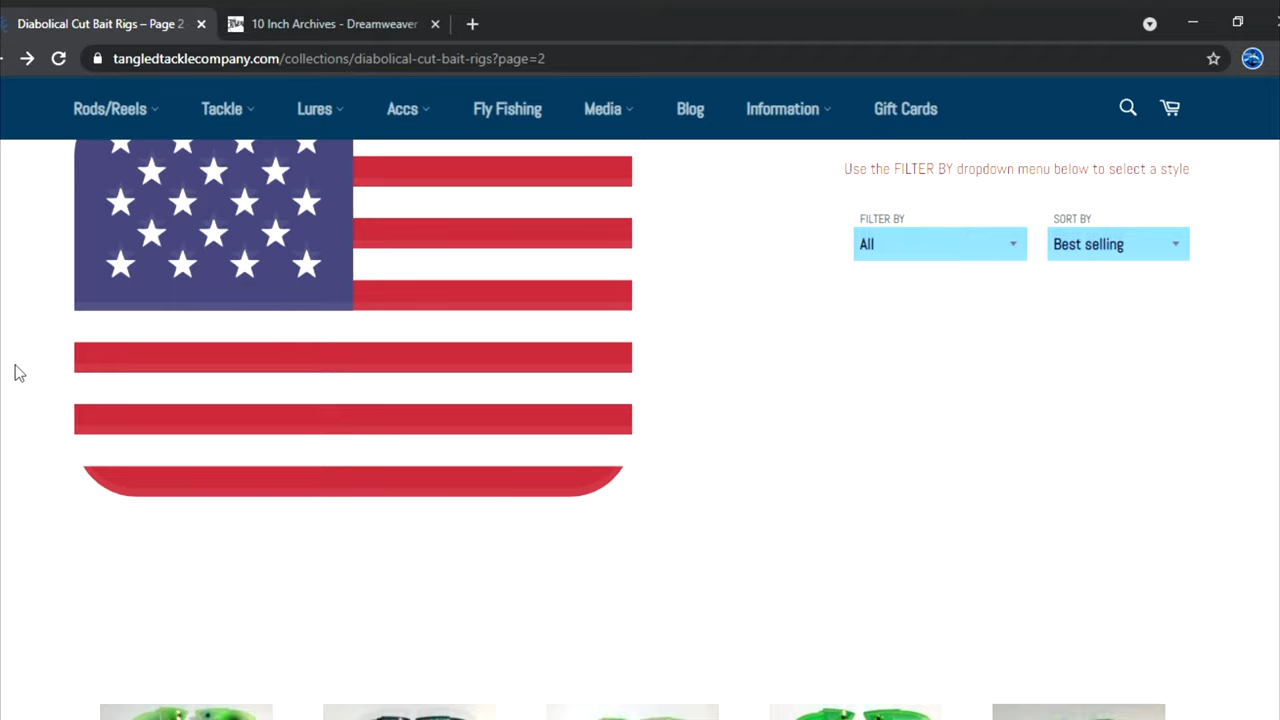 Diabolical Cut Bait Rigs – Page 2
10 Inch Archives - Dreamweaver
tangledtacklecompany.com/collections/diabolical-cut-bait-rigs?page=2
Rods/Reels Tackle Lures Accs Fly Fishing Media Blog Information Gift Cards
Use the FILTER BY dropdown menu below to select a style
FILTER BY SORT BY
All Best selling